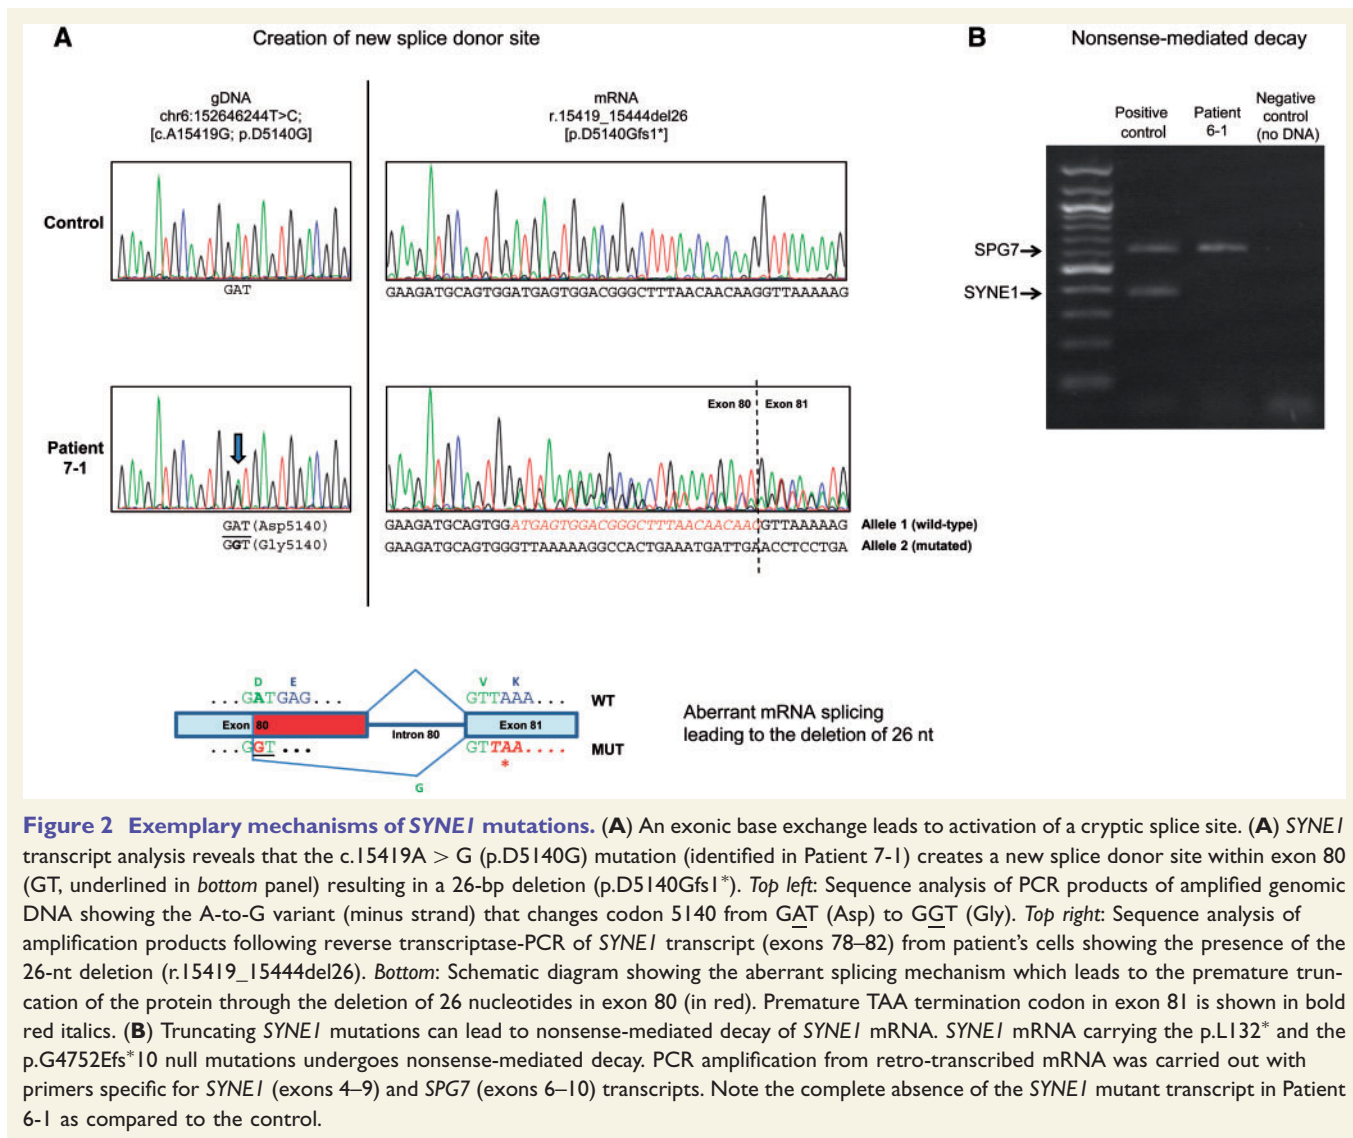 A
Creation of new splice donor site
gDNA
chr6:152646244T>C;
[c.A15419G; p.D5140G]
mRNA
r.15419_15444del26
[p.D5140Gfs1*]
Control
GAT
GAAGATGCAGTGGATGAGTGGACGGGCTTTAACAACAAGGTTAAAAAG
Patient
7-1
Exon 80
Exon 81
GAT(Asp5140)
GGT(Gly5140)
GAAGATGCAGTGGATGAGTGGACGGGCTTTAACAACAAGGTTAAAAAG
Allele 1 (wild-type)
GAAGATGCAGTGGGTTAAAAAGGCCACTGAAATGATTGAACCTCCTGA
Allele 2 (mutated)
D E
...GATGAG...
V K
GTTAAA...
WT
Exon 80
Intron 80
Exon 81
...GGT...
GTTAA....
MUT
*
G
Aberrant mRNA splicing
leading to the deletion of 26 nt
B
Nonsense-mediated decay
Positive
control
Patient
6-1
Negative
control
(no DNA)
SPG7
SYNE1
Figure 2 Exemplary mechanisms of SYNE1 mutations. (A) An exonic base exchange leads to activation of a cryptic splice site. (A) SYNE1
transcript analysis reveals that the c.15419A > G (p.D5140G) mutation (identified in Patient 7-1) creates a new splice donor site within exon 80
(GT, underlined in bottom panel) resulting in a 26-bp deletion (p.D5140Gfs1*). Top left: Sequence analysis of PCR products of amplified genomic
DNA showing the A-to-G variant (minus strand) that changes codon 5140 from GAT (Asp) to GGT (Gly). Top right: Sequence analysis of
amplification products following reverse transcriptase-PCR of SYNE1 transcript (exons 78–82) from patient's cells showing the presence of the
26-nt deletion (r.15419_15444del26). Bottom: Schematic diagram showing the aberrant splicing mechanism which leads to the premature trun-
cation of the protein through the deletion of 26 nucleotides in exon 80 (in red). Premature TAA termination codon in exon 81 is shown in bold
red italics. (B) Truncating SYNE1 mutations can lead to nonsense-mediated decay of SYNE1 mRNA. SYNE1 mRNA carrying the p.L132* and the
p.G4752Efs*10 null mutations undergoes nonsense-mediated decay. PCR amplification from retro-transcribed mRNA was carried out with
primers specific for SYNE1 (exons 4–9) and SPG7 (exons 6–10) transcripts. Note the complete absence of the SYNE1 mutant transcript in Patient
6-1 as compared to the control.